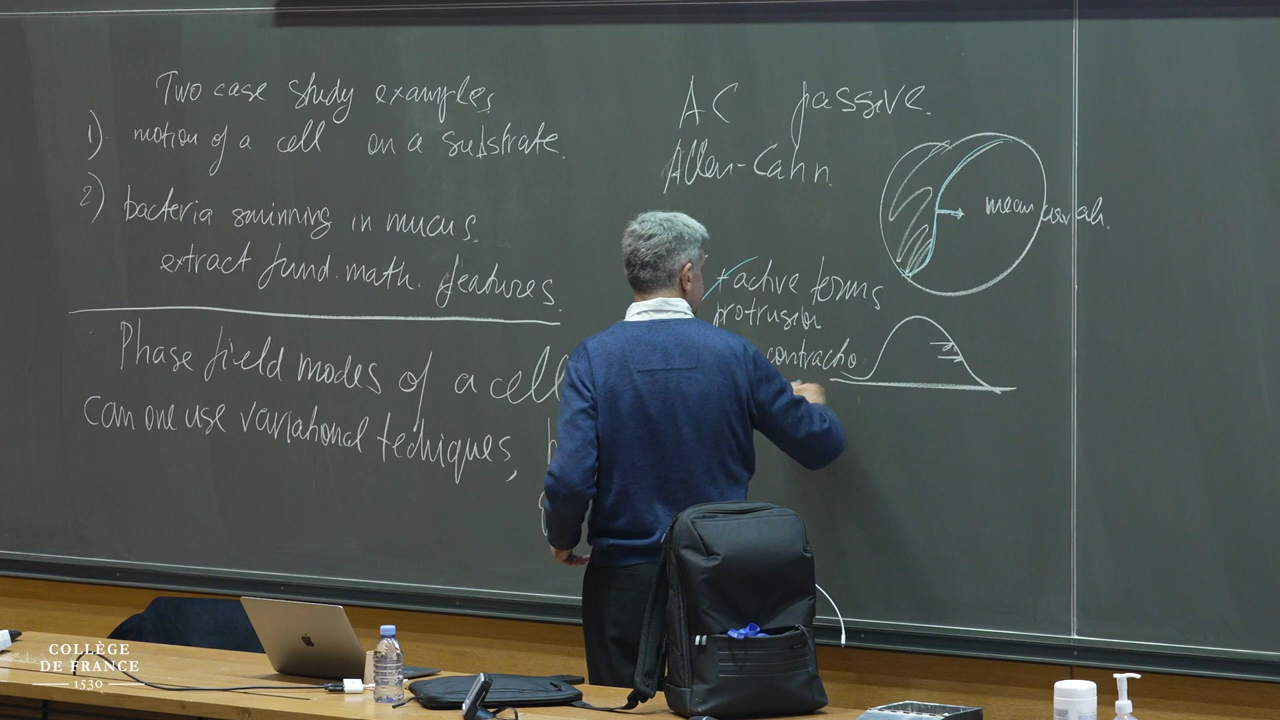 Two case study examples
1) motion of a cell on a substrate.
2) bacteria swimming in mucus.
extract fund. math. features.
Phase field modes of a cell
can one use variational techiques,
AC passive.
Allen-Cahn.
mean
+ active terms
protrusion
contractio
COLLÈGE
DE FRANCE
1530